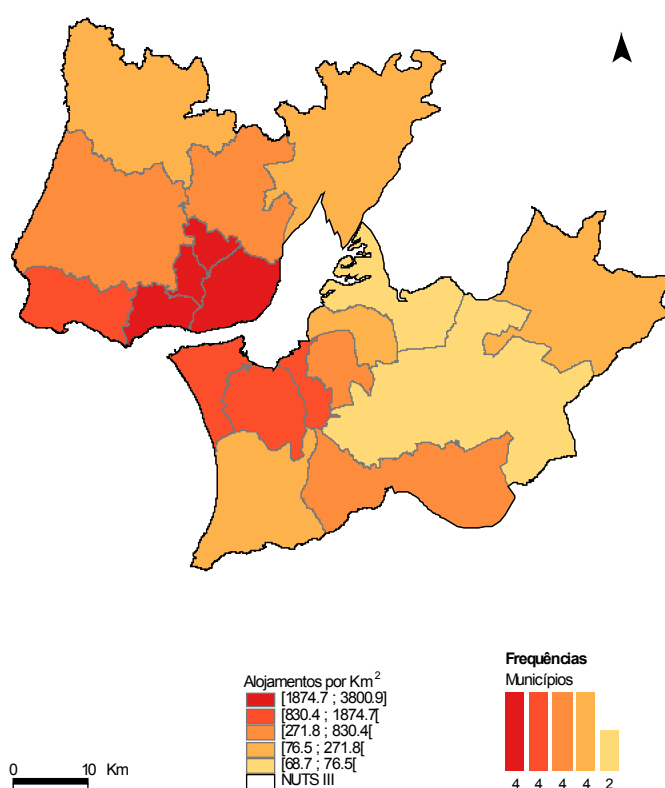 Alojamentos por Km2
[1874.7 ; 3800.9]
[830.4 ; 1874.7[
[271.8 ; 830.4[
[76.5 ; 271.8[
[68.7 ; 76.5[
NUTS III
0 10 Km
Frequências
Municípios
4 4 4 4 2